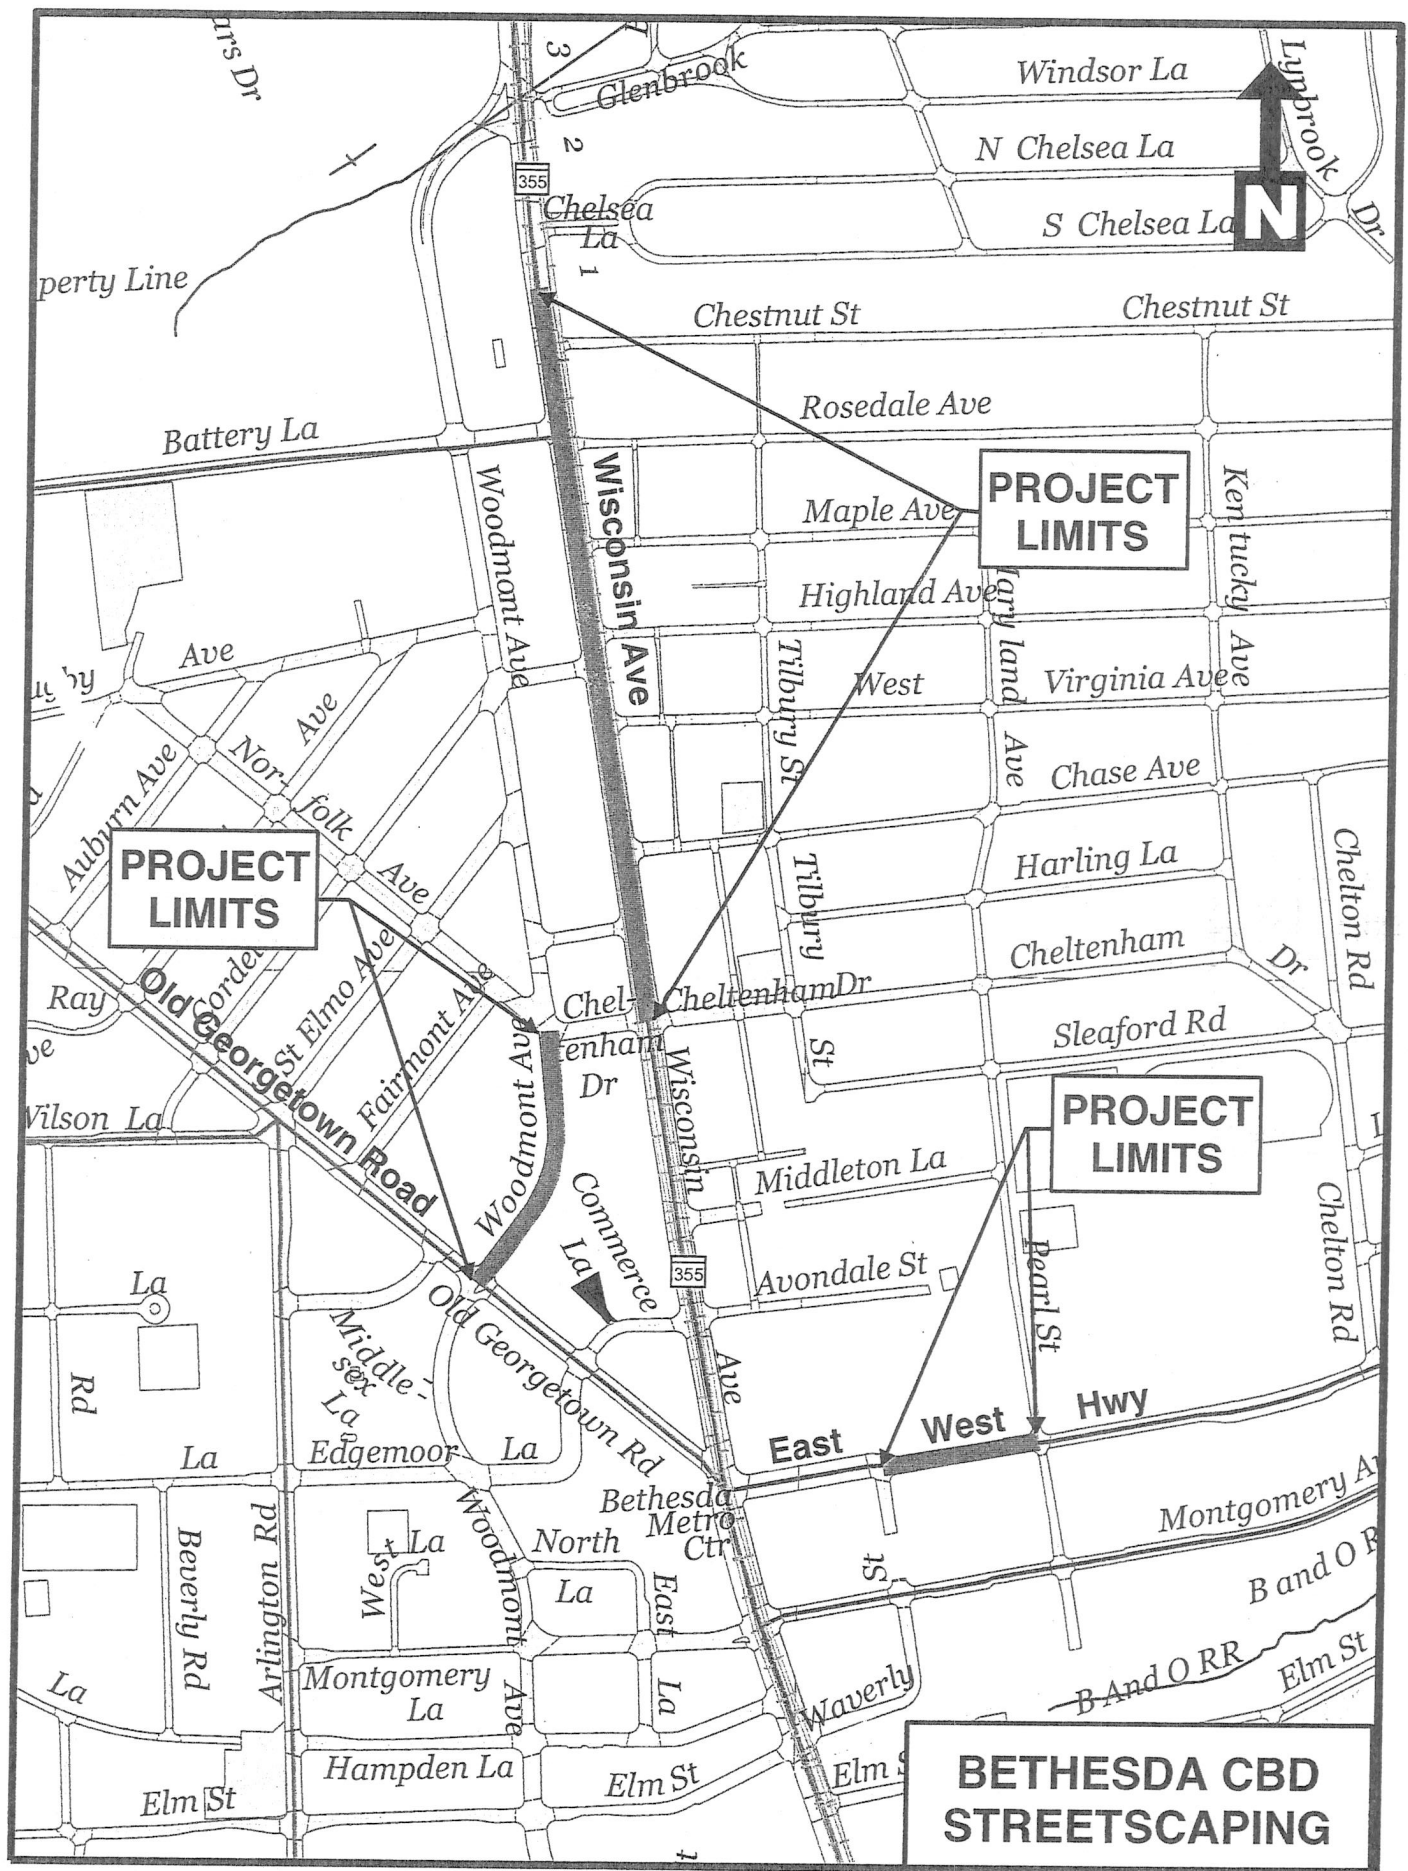 3
Glenbrook
Windsor La
Lynbrook
2
N Chelsea La
355
Chelsea
La
S Chelsea La
N
Dr
1
perty Line
Chestnut St
Chestnut St
Rosedale Ave
Battery La
Woodmont Ave
Wisconsin Ave
Maple Ave
PROJECT
LIMITS
Kentucky Ave
Highland Ave
Mary land
Ave
Ave
West
Virginia Ave
Tilbury St
Ave
Nor-
folk
Ave
Auburn Ave
Chase Ave
PROJECT
LIMITS
Harling La
Tilbury
St
Chelton Rd
St Elmo Ave
Fairmont Ave
Cheltenham
Dr
Ray
Old Georgetown Road
Chel-
tenham
Dr
Cheltenham Dr
Sleaford Rd
Woodmont Ave
Wisconsin
Ave
Wilson La
PROJECT
LIMITS
Middleton La
Commerce
La
355
Avondale St
Pearl St
Chelton Rd
La
Rd
Middle-
sex
La
Old Georgetown Rd
East
West
Hwy
La
Edgemoor
La
Bethesda
Metro
Ctr
Montgomery
Beverly Rd
Arlington Rd
West
La
Woodmont
Ave
North
La
East
La
St
B and O R
B And O RR
Elm St
La
Montgomery
La
Waverly
Hampden La
Elm St
Elm St
Elm
BETHESDA CBD
STREETSCAPING